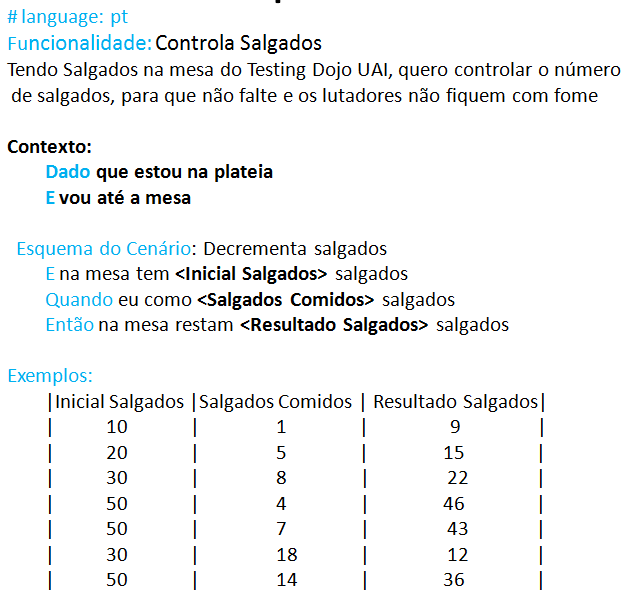 # language: pt
Funcionalidade: Controla Salgados
Tendo Salgados na mesa do Testing Dojo UAI, quero controlar o número
de salgados, para que não falte e os lutadores não fiquem com fome
Contexto:
Dado que estou na plateia
E vou até a mesa
Esquema do Cenário: Decrementa salgados
E na mesa tem <Inicial Salgados> salgados
Quando eu como <Salgados Comidos> salgados
Então na mesa restam <Resultado Salgados> salgados
Exemplos:
|Inicial Salgados |Salgados Comidos | Resultado Salgados|
| 10 | 1 | 9 |
| 20 | 5 | 15 |
| 30 | 8 | 22 |
| 50 | 4 | 46 |
| 50 | 7 | 43 |
| 30 | 18 | 12 |
| 50 | 14 | 36 |